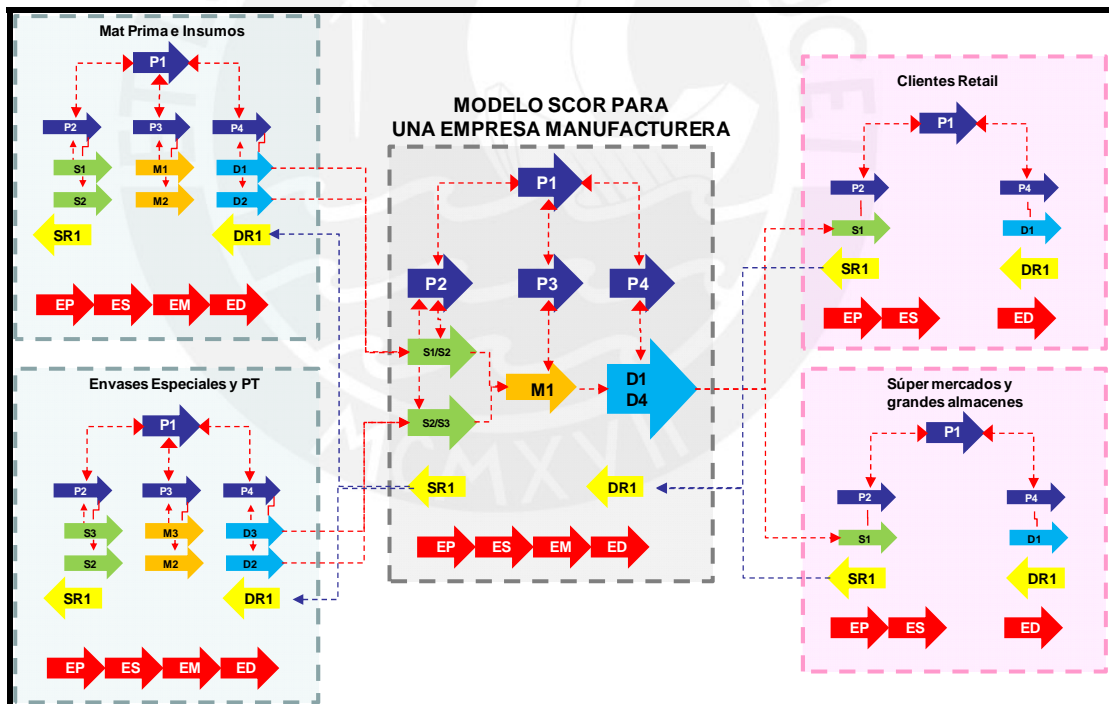 Mat Prima e Insumos
P1
P2
P3
P4
S1
M1
D1
S2
M2
D2
SR1
DR1
EP
ES
EM
ED
Envases Especiales y PT
P1
P2
P3
P4
S3
M3
D3
S2
M2
D2
SR1
DR1
EP
ES
EM
ED
MODELO SCOR PARA
UNA EMPRESA MANUFACTURERA
P1
P2
P3
P4
S1/S2
S2/S3
M1
D1
D4
SR1
DR1
EP
ES
EM
ED
Clientes Retail
P1
P2
P4
S1
D1
SR1
DR1
EP
ES
ED
Súper mercados y
grandes almacenes
P1
P2
P4
S1
D1
SR1
DR1
EP
ES
ED
MCMXVII